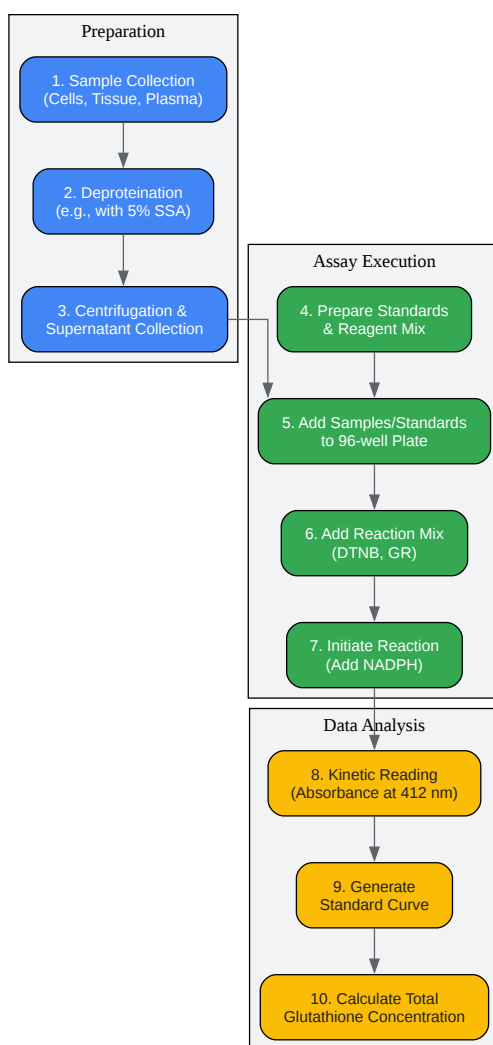 Preparation
1. Sample Collection
(Cells, Tissue, Plasma)
2. Deproteination
(e.g., with 5% SSA)
3. Centrifugation &
Supernatant Collection
Assay Execution
4. Prepare Standards
& Reagent Mix
5. Add Samples/Standards
to 96-well Plate
6. Add Reaction Mix
(DTNB, GR)
7. Initiate Reaction
(Add NADPH)
Data Analysis
8. Kinetic Reading
(Absorbance at 412 nm)
9. Generate
Standard Curve
10. Calculate Total
Glutathione Concentration